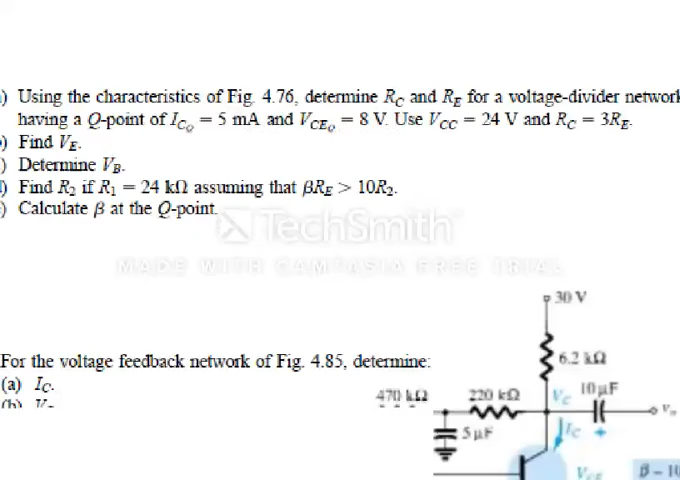 ) Using the characteristics of Fig. 4.76, determine R_C and R_E for a voltage-divider network
having a Q-point of I_{C_Q} = 5 mA and V_{CE_Q} = 8 V. Use V_CC = 24 V and R_C = 3R_E.
) Find V_E.
) Determine V_B.
) Find R_2 if R_1 = 24 kΩ assuming that βR_E > 10R_2.
) Calculate β at the Q-point.
TechSmith
MADE WITH CAMTASIA FREE TRIAL
30 V
6.2 kΩ
For the voltage feedback network of Fig. 4.85, determine:
(a) I_C.
(b)
470 kΩ
220 kΩ
V_C
10 μF
5 μF
I_C
+
V_CE